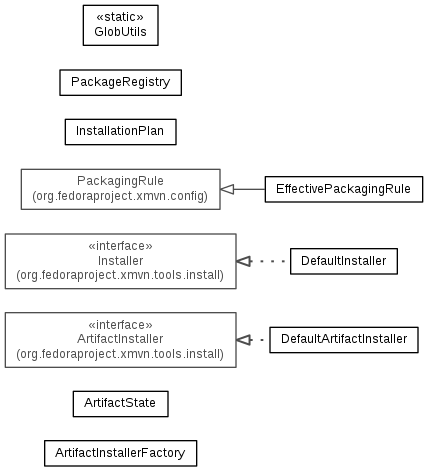 «static»
GlobUtils
PackageRegistry
InstallationPlan
PackagingRule
(org.fedoraproject.xmvn.config)
EffectivePackagingRule
«interface»
Installer
(org.fedoraproject.xmvn.tools.install)
DefaultInstaller
«interface»
ArtifactInstaller
(org.fedoraproject.xmvn.tools.install)
DefaultArtifactInstaller
ArtifactState
ArtifactInstallerFactory